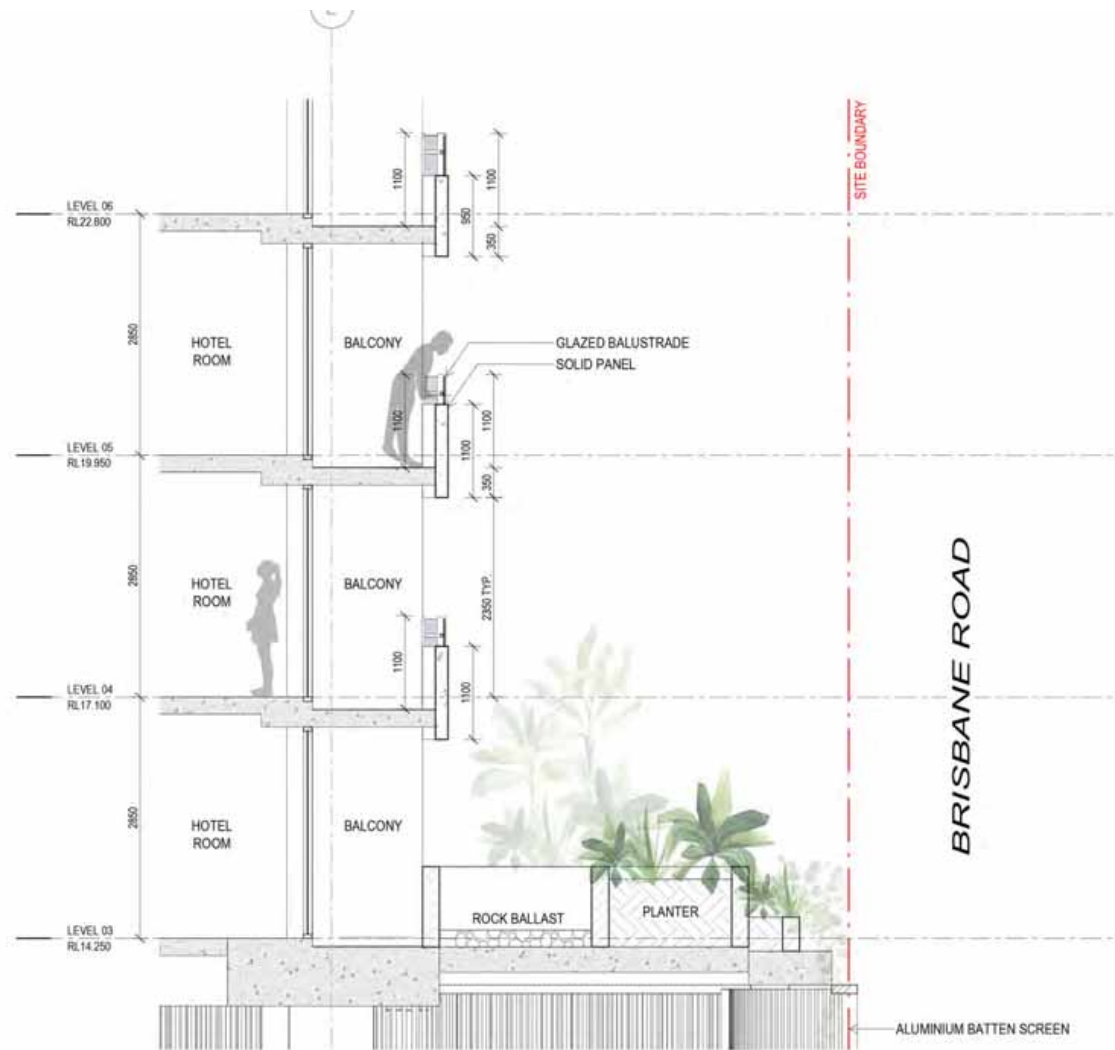 SITE BOUNDARY
1100
1100
950
350
LEVEL 06
RL22.800
2850
HOTEL
ROOM
BALCONY
GLAZED BALUSTRADE
SOLID PANEL
1100
1100
1100
350
LEVEL 05
RL19.950
2850
HOTEL
ROOM
BALCONY
2350 TYP.
1100
1100
LEVEL 04
RL17.100
2850
HOTEL
ROOM
BALCONY
BRISBANE ROAD
ROCK BALLAST
PLANTER
LEVEL 03
RL14.250
ALUMINIUM BATTEN SCREEN